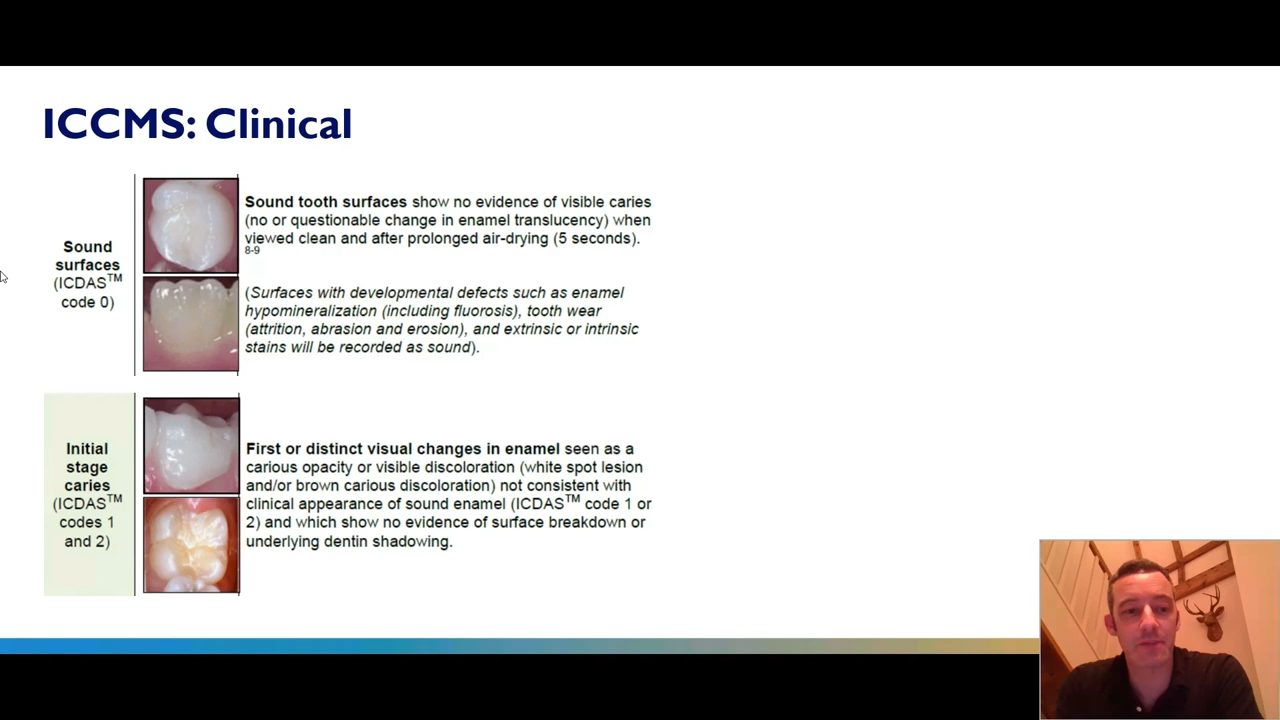 ICCMS: Clinical
Sound
surfaces
(ICDAS™
code 0)
Sound tooth surfaces show no evidence of visible caries
(no or questionable change in enamel translucency) when
viewed clean and after prolonged air-drying (5 seconds).
8-9
(Surfaces with developmental defects such as enamel
hypomineralization (including fluorosis), tooth wear
(attrition, abrasion and erosion), and extrinsic or intrinsic
stains will be recorded as sound).
Initial
stage
caries
(ICDAS™
codes 1
and 2)
First or distinct visual changes in enamel seen as a
carious opacity or visible discoloration (white spot lesion
and/or brown carious discoloration) not consistent with
clinical appearance of sound enamel (ICDAS™ code 1 or
2) and which show no evidence of surface breakdown or
underlying dentin shadowing.